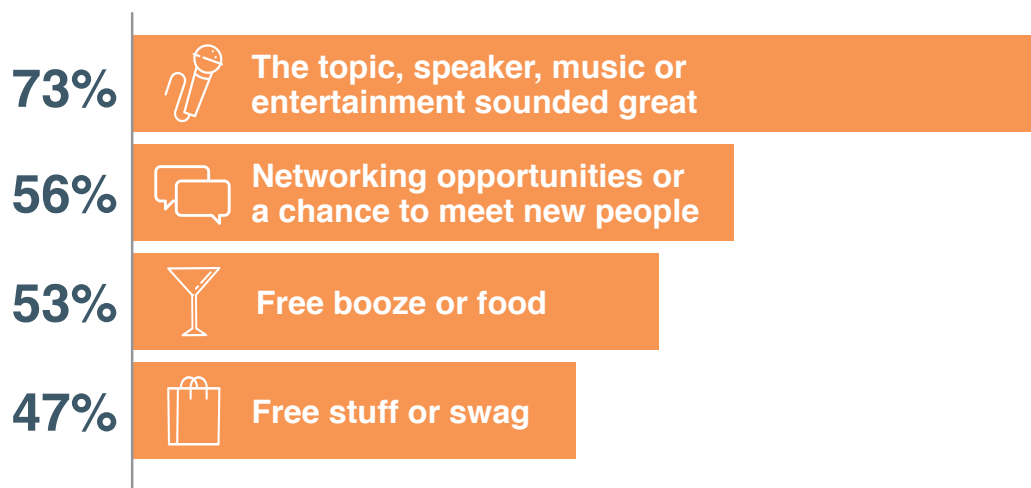 73%
The topic, speaker, music or
entertainment sounded great
56%
Networking opportunities or
a chance to meet new people
53%
Free booze or food
47%
Free stuff or swag